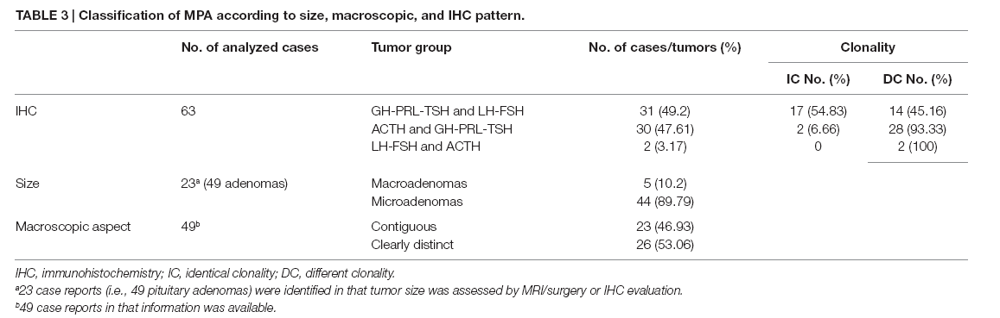 TABLE 3 | Classification of MPA according to size, macroscopic, and IHC pattern.
No. of analyzed cases Tumor group No. of cases/tumors (%) Clonality
IC No. (%) DC No. (%)
IHC 63 GH-PRL-TSH and LH-FSH 31 (49.2) 17 (54.83) 14 (45.16)
ACTH and GH-PRL-TSH 30 (47.61) 2 (6.66) 28 (93.33)
LH-FSH and ACTH 2 (3.17) 0 2 (100)
Size 23a (49 adenomas) Macroadenomas 5 (10.2)
Microadenomas 44 (89.79)
Macroscopic aspect 49b Contiguous 23 (46.93)
Clearly distinct 26 (53.06)
IHC, immunohistochemistry; IC, identical clonality; DC, different clonality.
a23 case reports (i.e., 49 pituitary adenomas) were identified in that tumor size was assessed by MRI/surgery or IHC evaluation.
b49 case reports in that information was available.